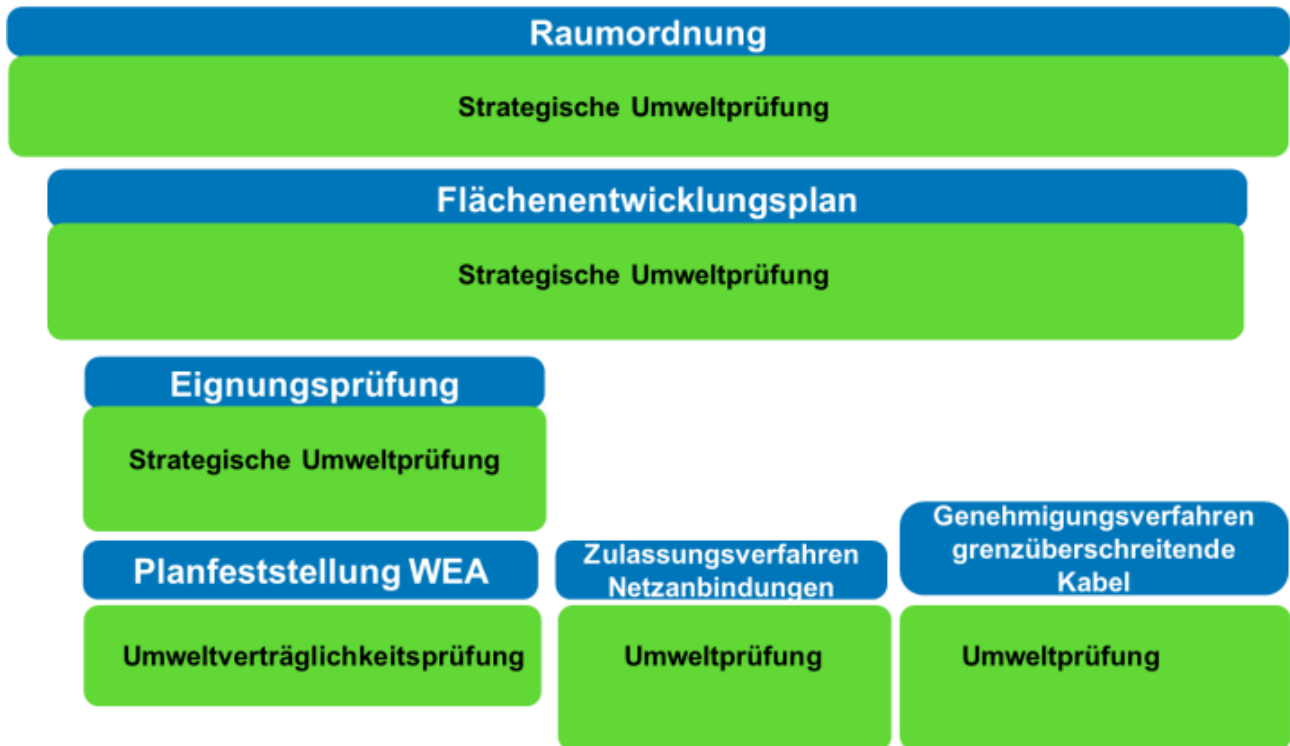 Raumordnung
Strategische Umweltprüfung
Flächenentwicklungsplan
Strategische Umweltprüfung
Eignungsprüfung
Strategische Umweltprüfung
Planfeststellung WEA
Umweltverträglichkeitsprüfung
Zulassungsverfahren
Netzanbindungen
Umweltprüfung
Genehmigungsverfahren
grenzüberschreitende
Kabel
Umweltprüfung